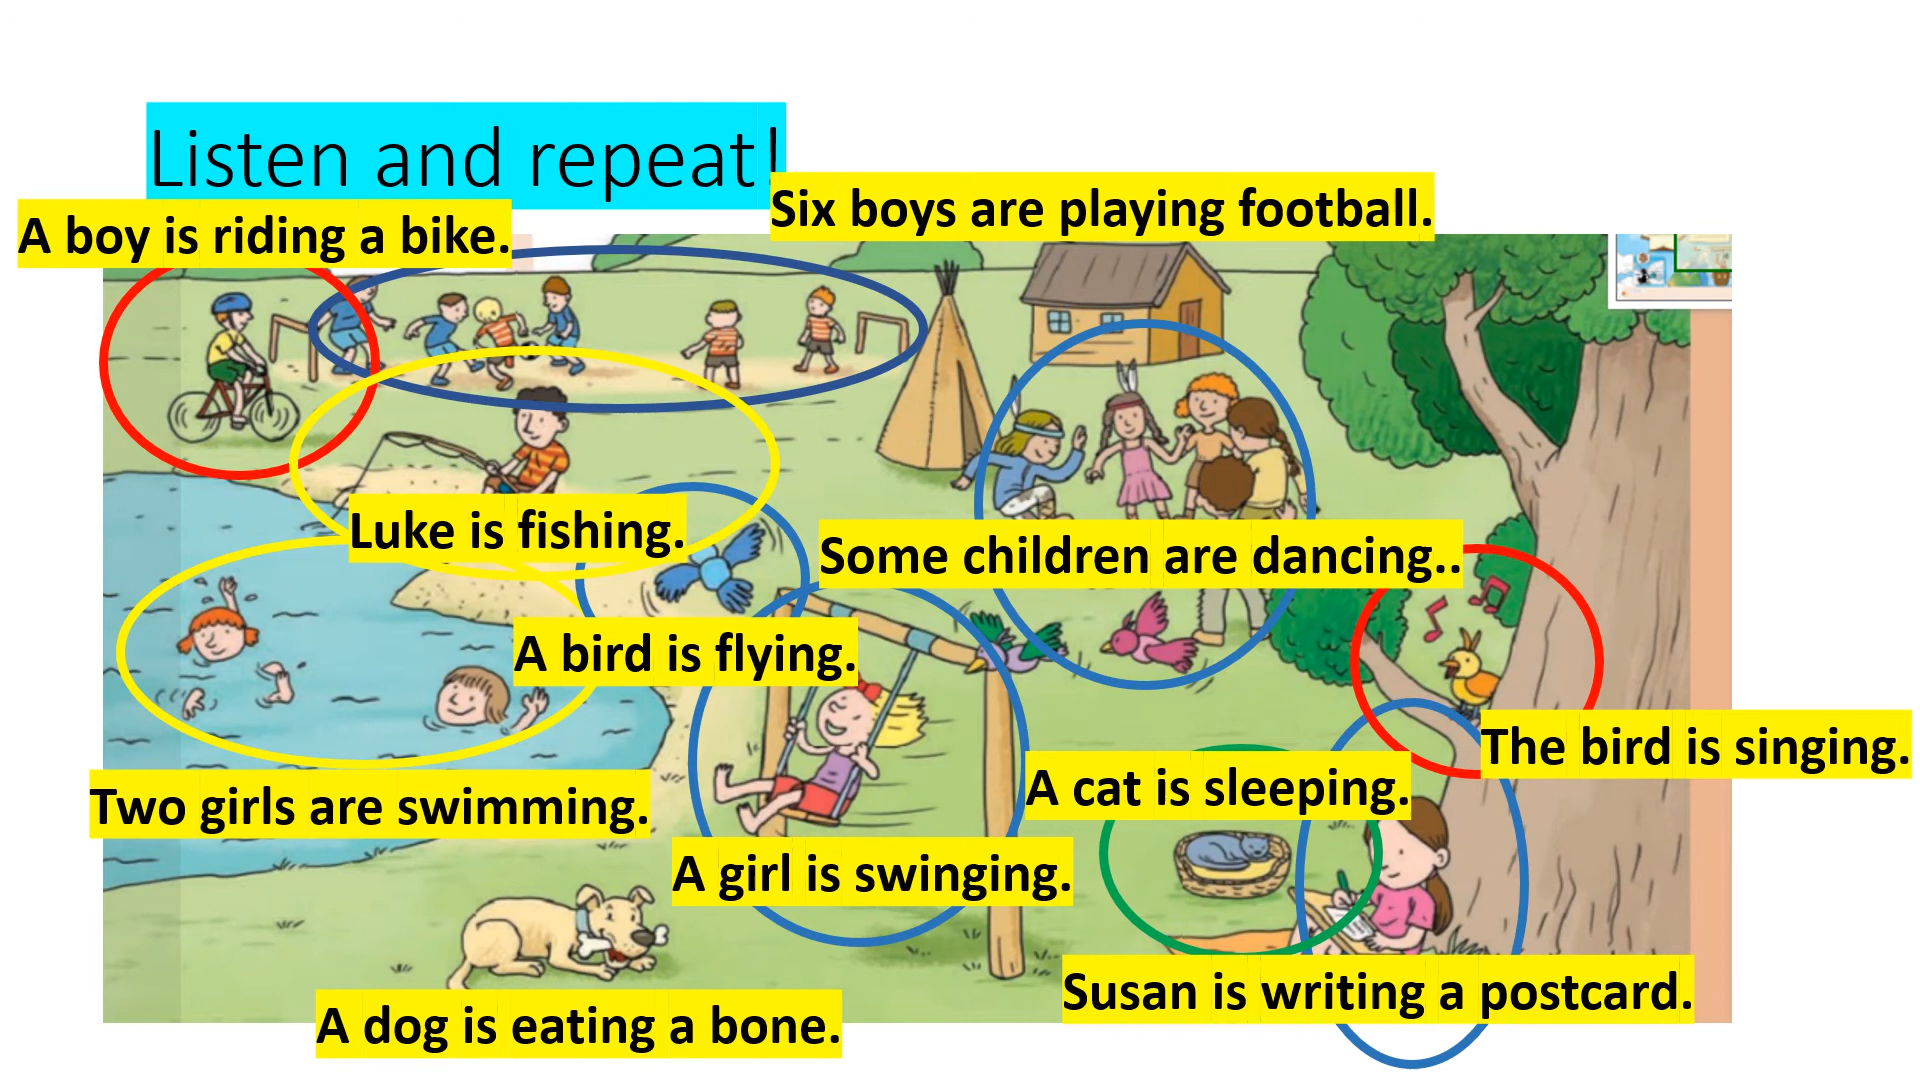 Listen and repeat!
Six boys are playing football.
A boy is riding a bike.
Luke is fishing.
Some children are dancing..
A bird is flying.
The bird is singing.
A cat is sleeping.
Two girls are swimming.
A girl is swinging.
Susan is writing a postcard.
A dog is eating a bone.